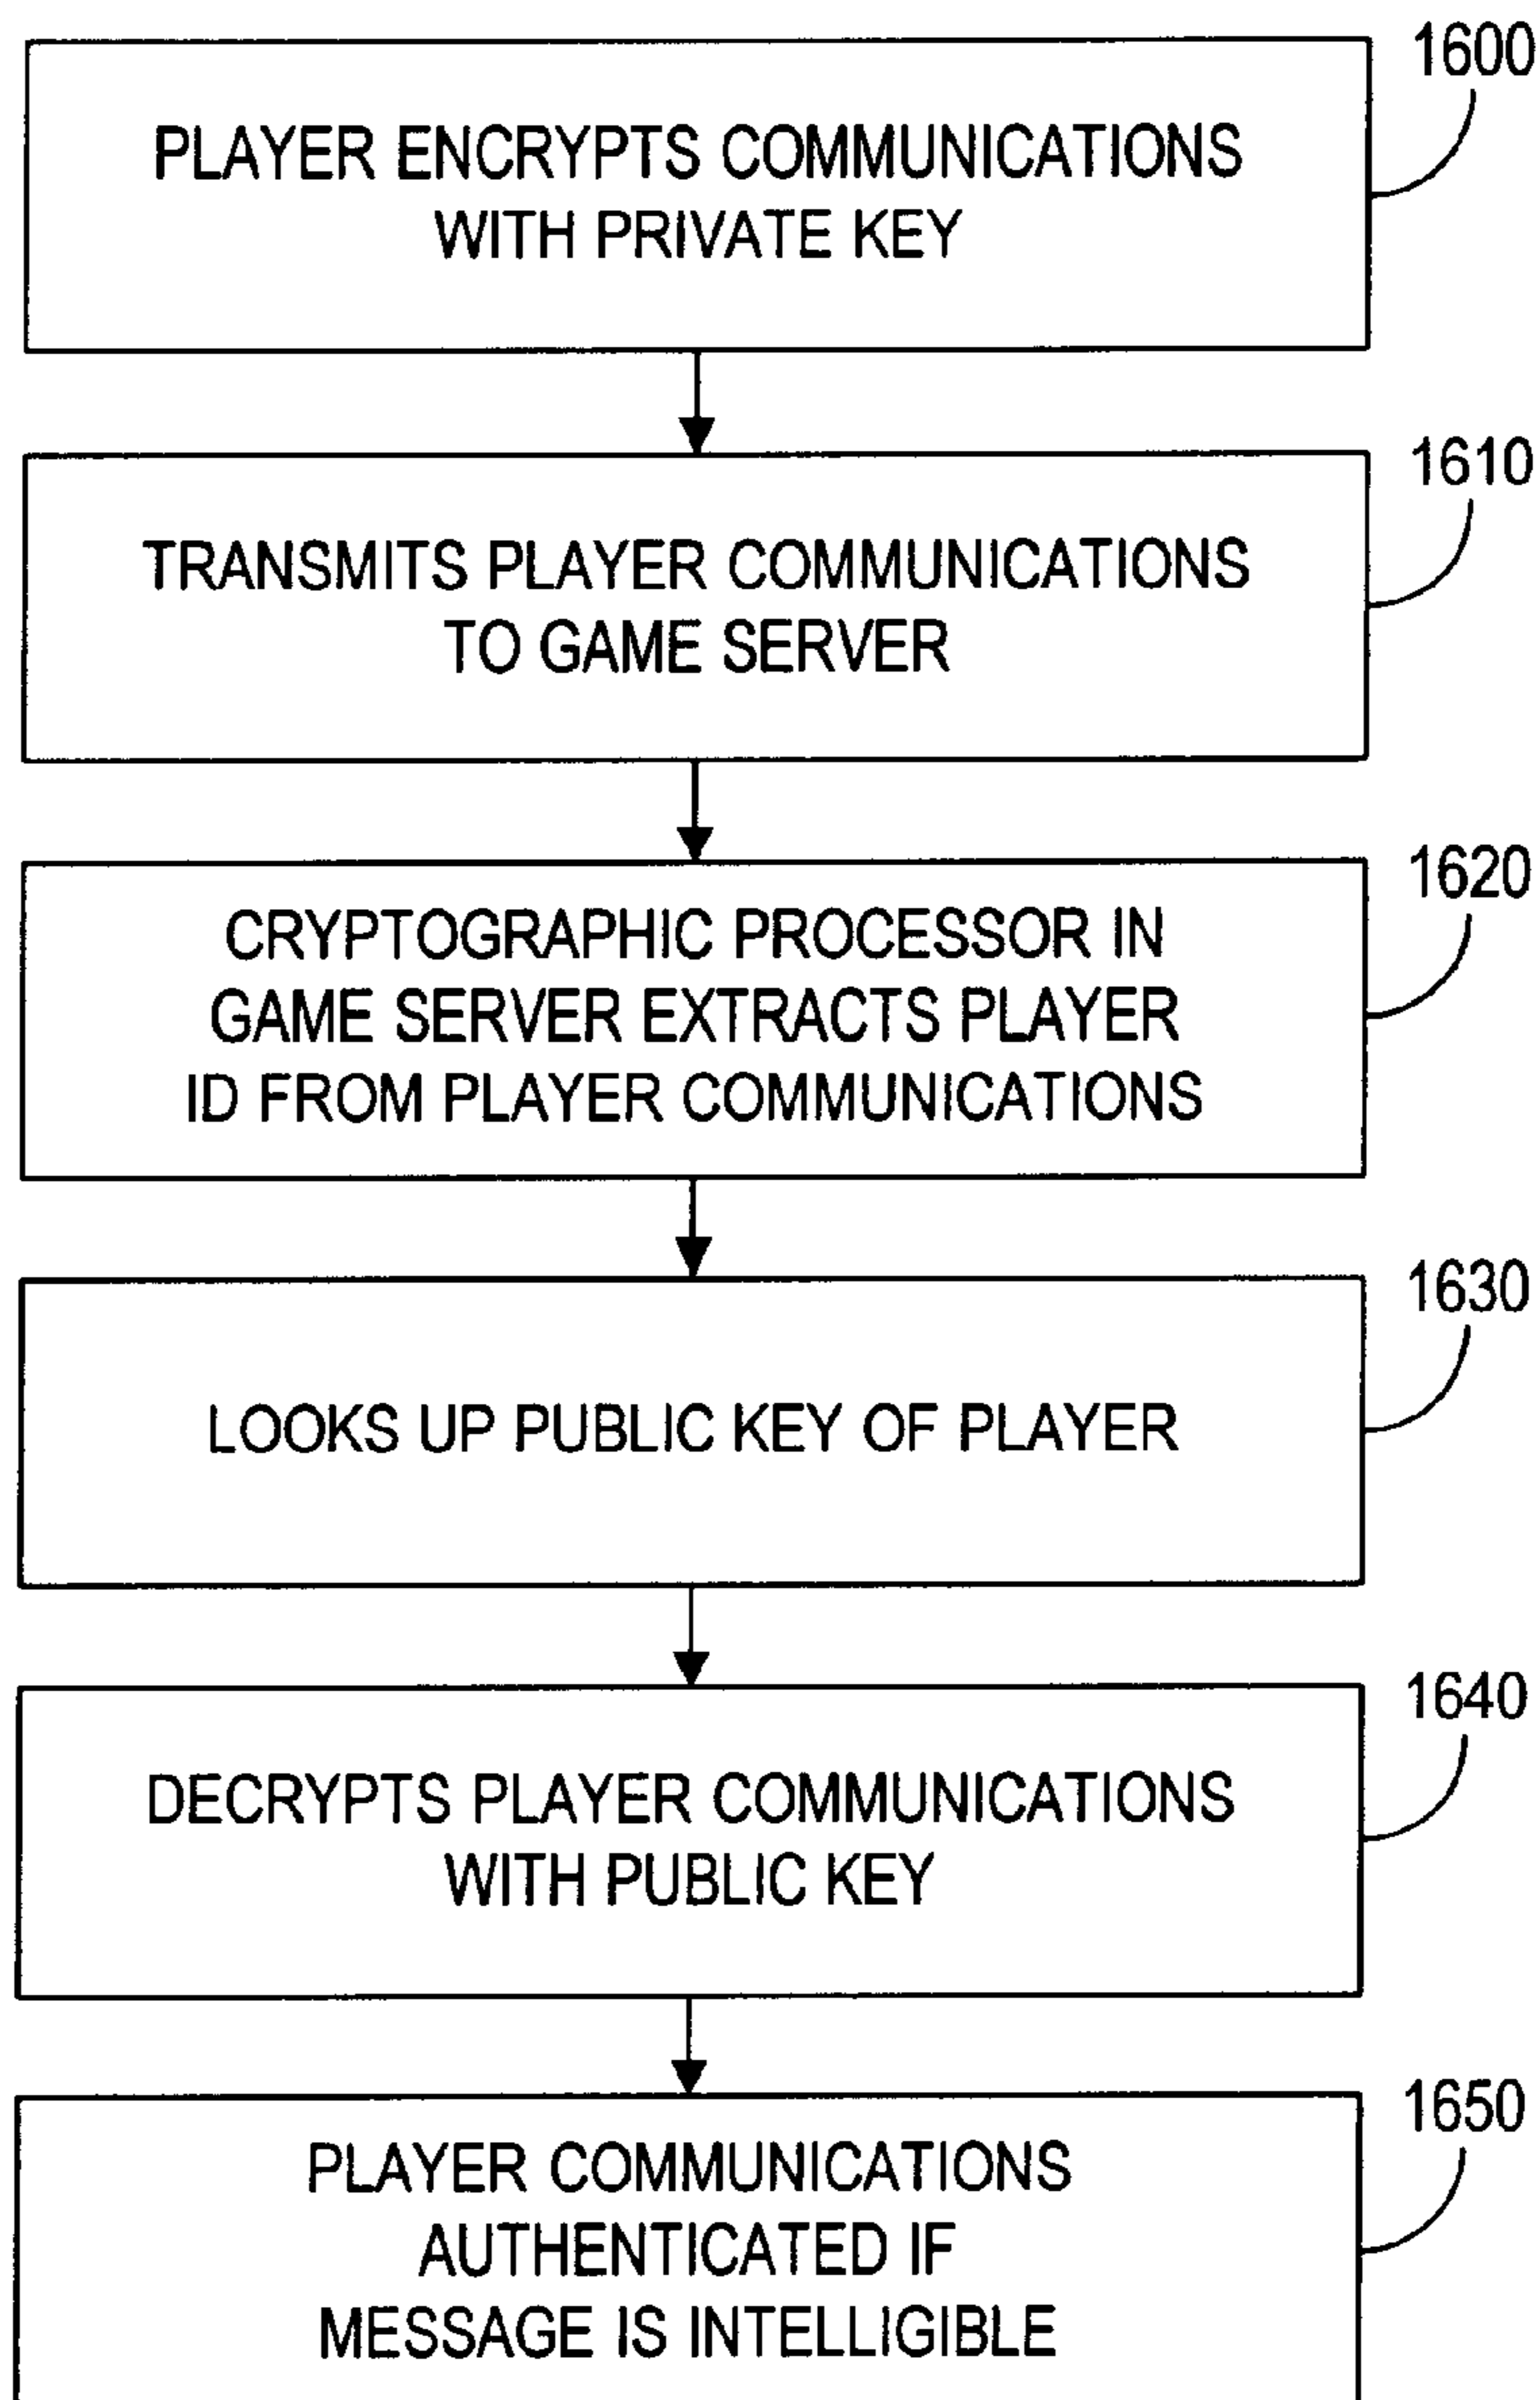 1600
PLAYER ENCRYPTS COMMUNICATIONS
WITH PRIVATE KEY
1610
TRANSMITS PLAYER COMMUNICATIONS
TO GAME SERVER
1620
CRYPTOGRAPHIC PROCESSOR IN
GAME SERVER EXTRACTS PLAYER
ID FROM PLAYER COMMUNICATIONS
1630
LOOKS UP PUBLIC KEY OF PLAYER
1640
DECRYPTS PLAYER COMMUNICATIONS
WITH PUBLIC KEY
1650
PLAYER COMMUNICATIONS
AUTHENTICATED IF
MESSAGE IS INTELLIGIBLE